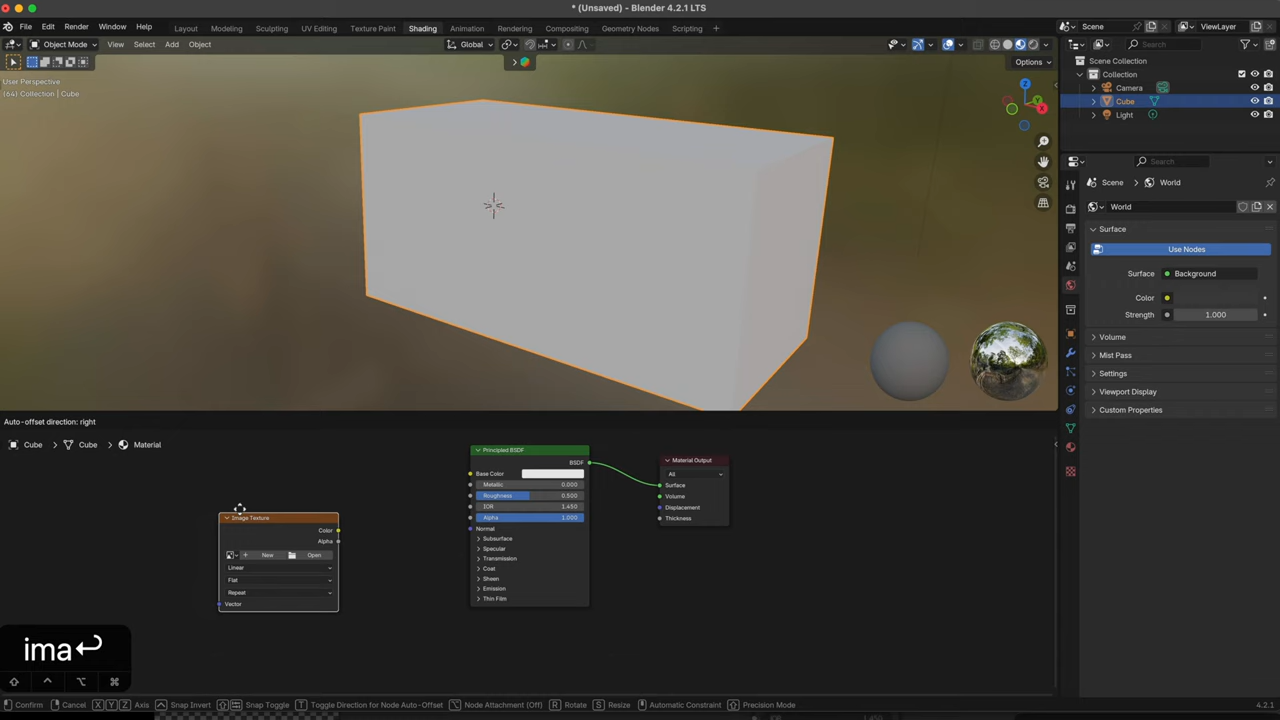 * (Unsaved) - Blender 4.2.1 LTS
File Edit Render Window Help Layout Modeling Sculpting UV Editing Texture Paint Shading Animation Rendering Compositing Geometry Nodes Scripting + Scene ViewLayer
Object Mode View Select Add Object Global Search
Options
User Perspective
(64) Collection | Cube
Scene Collection
Collection
Camera
Cube
Light
Z
Y
X
Search
Scene > World
World
Surface
Use Nodes
Surface Background
Color
Strength 1.000
Volume
Mist Pass
Settings
Viewport Display
Custom Properties
Auto-offset direction: right
Cube > Cube > Material
Image Texture
Color
Alpha
+ New Open
Linear
Flat
Repeat
Vector
Principled BSDF
BSDF
Base Color
Metallic 0.000
Roughness 0.500
IOR 1.450
Alpha 1.000
Normal
Subsurface
Specular
Transmission
Coat
Sheen
Emission
Thin Film
Material Output
All
Surface
Volume
Displacement
Thickness
ima↩
⇧ ^ ⌥ ⌘
Confirm Cancel X Y Z Axis Snap Invert Snap Toggle Toggle Direction for Node Auto-Offset Node Attachment (Off) R Rotate S Resize Automatic Constraint Precision Mode 4.2.1